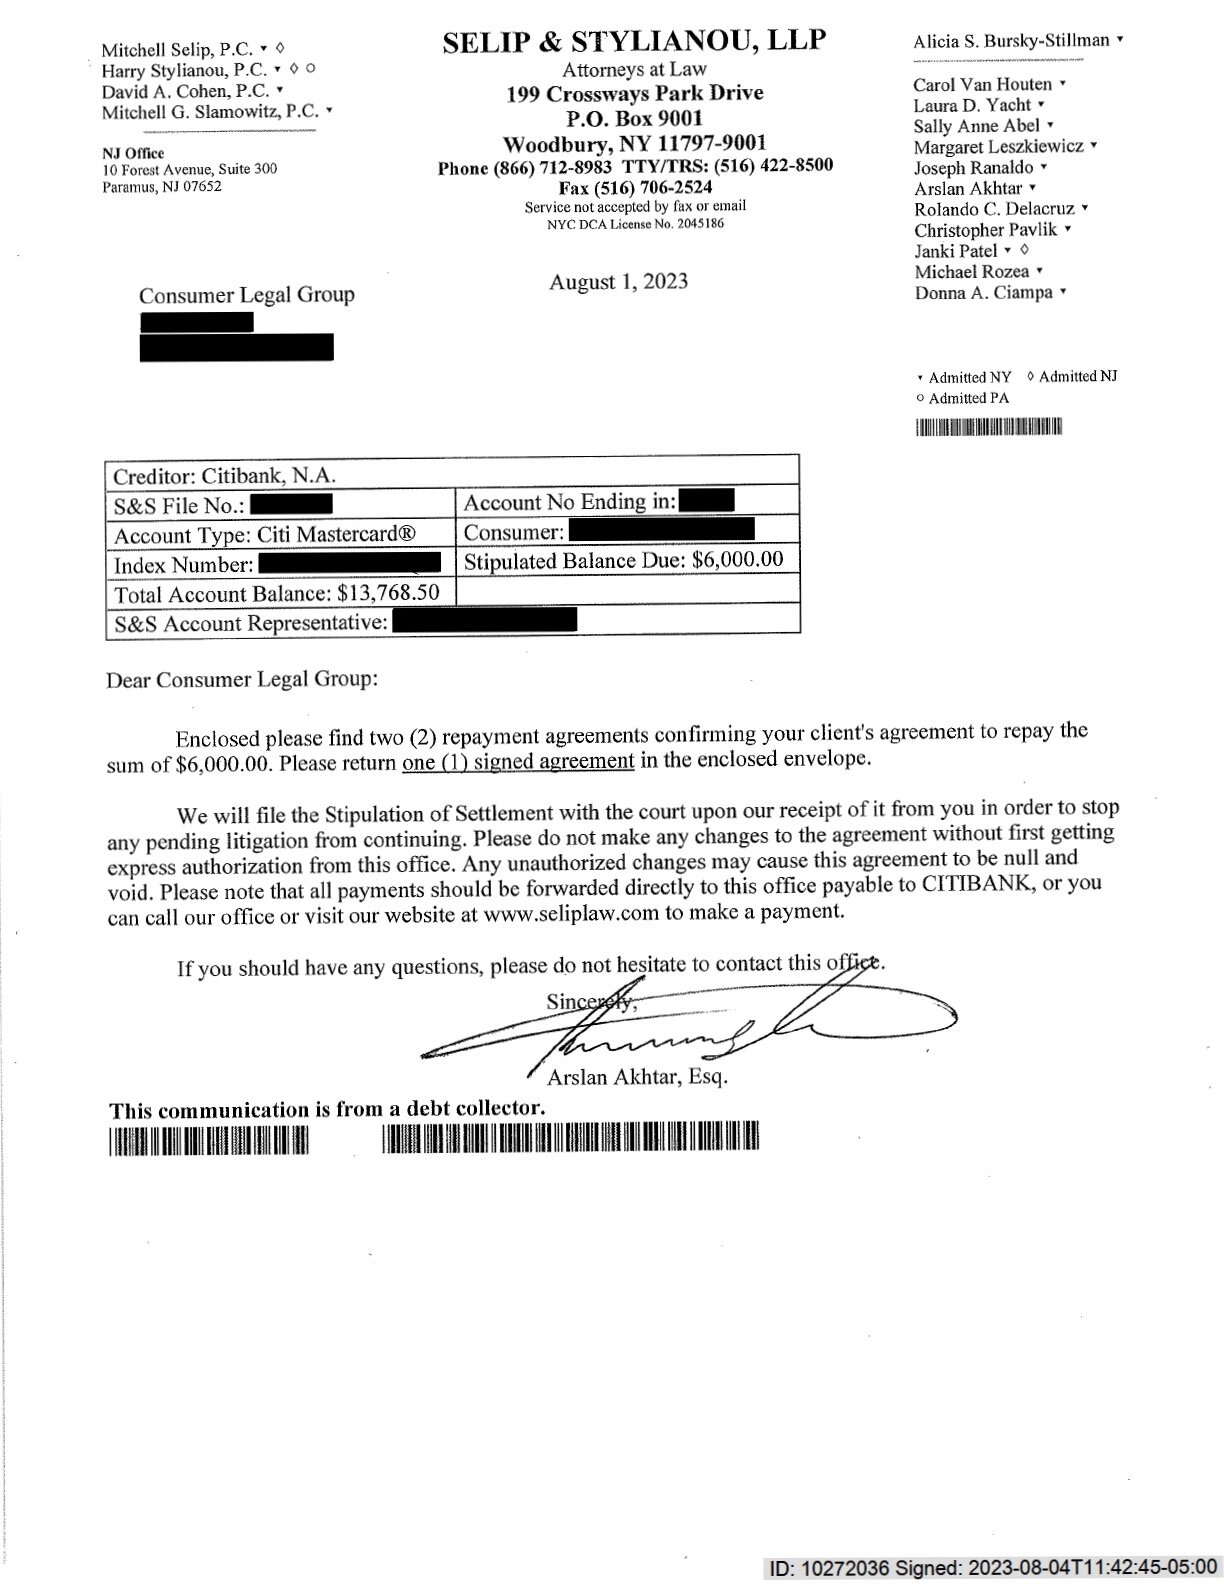 Mitchell Selip, P.C. ▾ ◊
Harry Stylianou, P.C. ▾ ◊ ○
David A. Cohen, P.C. ▾
Mitchell G. Slamowitz, P.C. ▾
NJ Office
10 Forest Avenue, Suite 300
Paramus, NJ 07652
SELIP & STYLIANOU, LLP
Attorneys at Law
199 Crossways Park Drive
P.O. Box 9001
Woodbury, NY 11797-9001
Phone (866) 712-8983 TTY/TRS: (516) 422-8500
Fax (516) 706-2524
Service not accepted by fax or email
NYC DCA License No. 2045186
Alicia S. Bursky-Stillman ▾
Carol Van Houten ▾
Laura D. Yacht ▾
Sally Anne Abel ▾
Margaret Leszkiewicz ▾
Joseph Ranaldo ▾
Arslan Akhtar ▾
Rolando C. Delacruz ▾
Christopher Pavlik ▾
Janki Patel ▾ ◊
Michael Rozea ▾
Donna A. Ciampa ▾
▾ Admitted NY ◊ Admitted NJ
○ Admitted PA
August 1, 2023
Consumer Legal Group
Creditor: Citibank, N.A.
S&S File No.:
Account No Ending in:
Account Type: Citi Mastercard®
Consumer:
Index Number:
Stipulated Balance Due: $6,000.00
Total Account Balance: $13,768.50
S&S Account Representative:
Dear Consumer Legal Group:
Enclosed please find two (2) repayment agreements confirming your client's agreement to repay the
sum of $6,000.00. Please return one (1) signed agreement in the enclosed envelope.
We will file the Stipulation of Settlement with the court upon our receipt of it from you in order to stop
any pending litigation from continuing. Please do not make any changes to the agreement without first getting
express authorization from this office. Any unauthorized changes may cause this agreement to be null and
void. Please note that all payments should be forwarded directly to this office payable to CITIBANK, or you
can call our office or visit our website at www.seliplaw.com to make a payment.
If you should have any questions, please do not hesitate to contact this office.
Sincerely,
Arslan Akhtar, Esq.
This communication is from a debt collector.
ID: 10272036 Signed: 2023-08-04T11:42:45-05:00